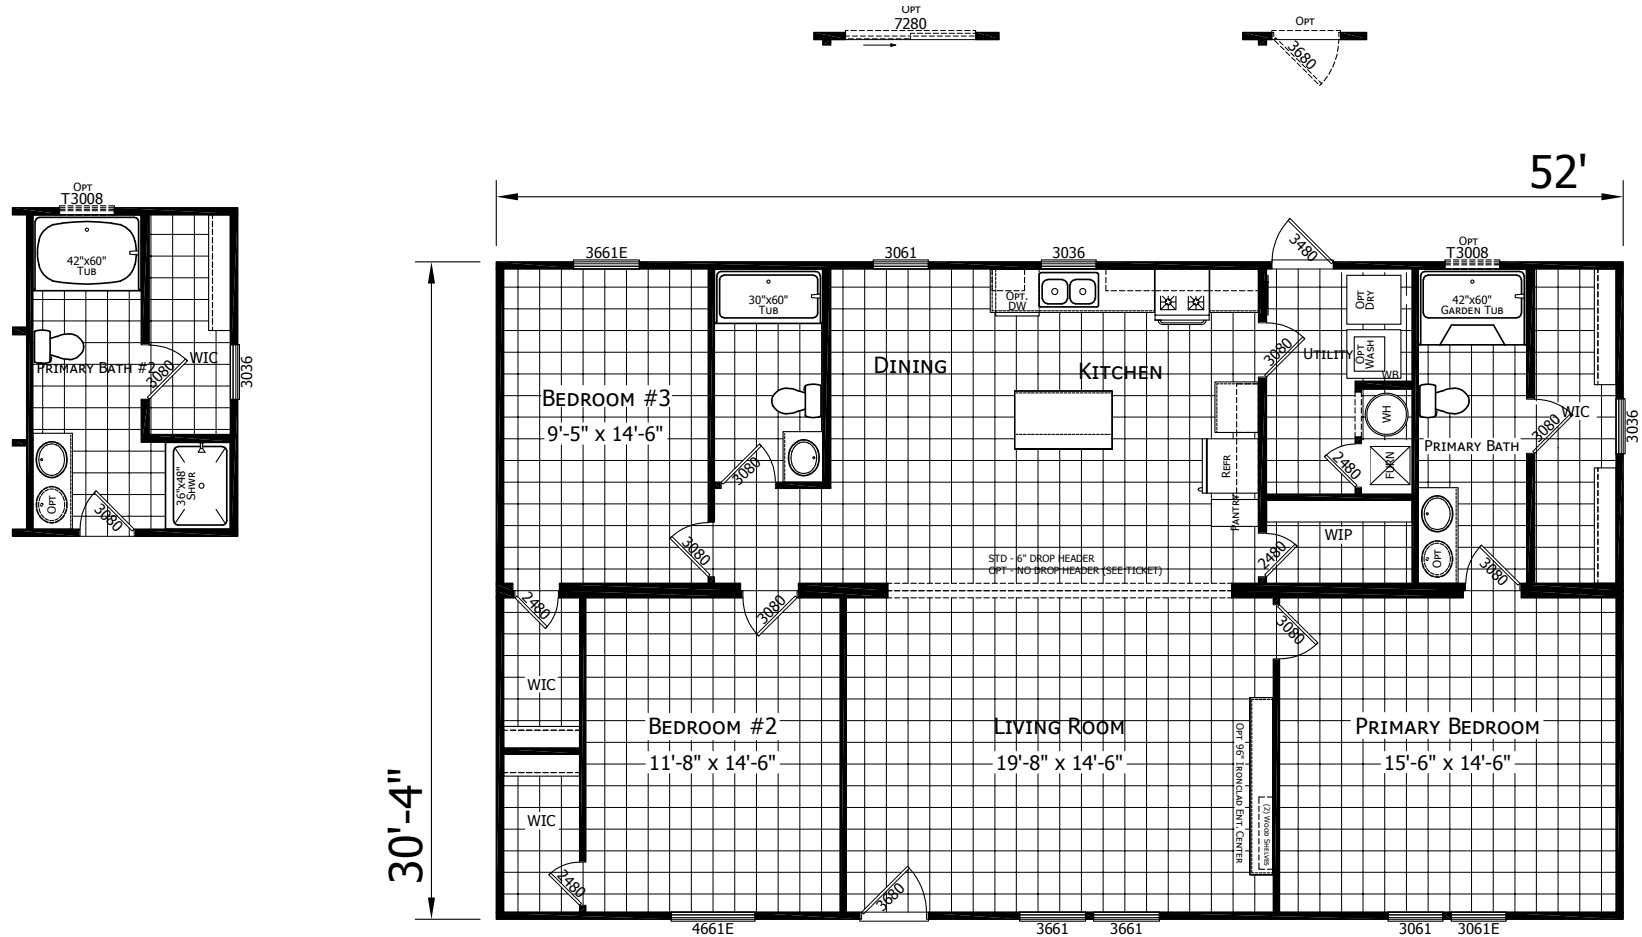 OPT
7280
OPT
3680
52'
30'-4"
OPT
T3008
42"x60"
TUB
PRIMARY BATH #2
3080
WIC
3036
OPT
3080
36"x48"
SHWR
3661E
3061
3036
3480
OPT
T3008
BEDROOM #3
9'-5" x 14'-6"
30"x60"
TUB
3080
3080
DINING
OPT.
DW
KITCHEN
REFR
PANTRY
STD - 6" DROP HEADER
OPT - NO DROP HEADER (SEE TICKET)
3080
UTILITY
OPT
DRY
OPT
WASH
WB
WH
2480
FURN
2480
WIP
42"x60"
GARDEN TUB
PRIMARY BATH
OPT
3080
WIC
3036
3080
2480
WIC
WIC
2480
3080
BEDROOM #2
11'-8" x 14'-6"
LIVING ROOM
19'-8" x 14'-6"
OPT 96" IRONCLAD ENT. CENTER
(2) WOOD SHELVES
3080
PRIMARY BEDROOM
15'-6" x 14'-6"
3680
4661E
3661
3661
3061
3061E